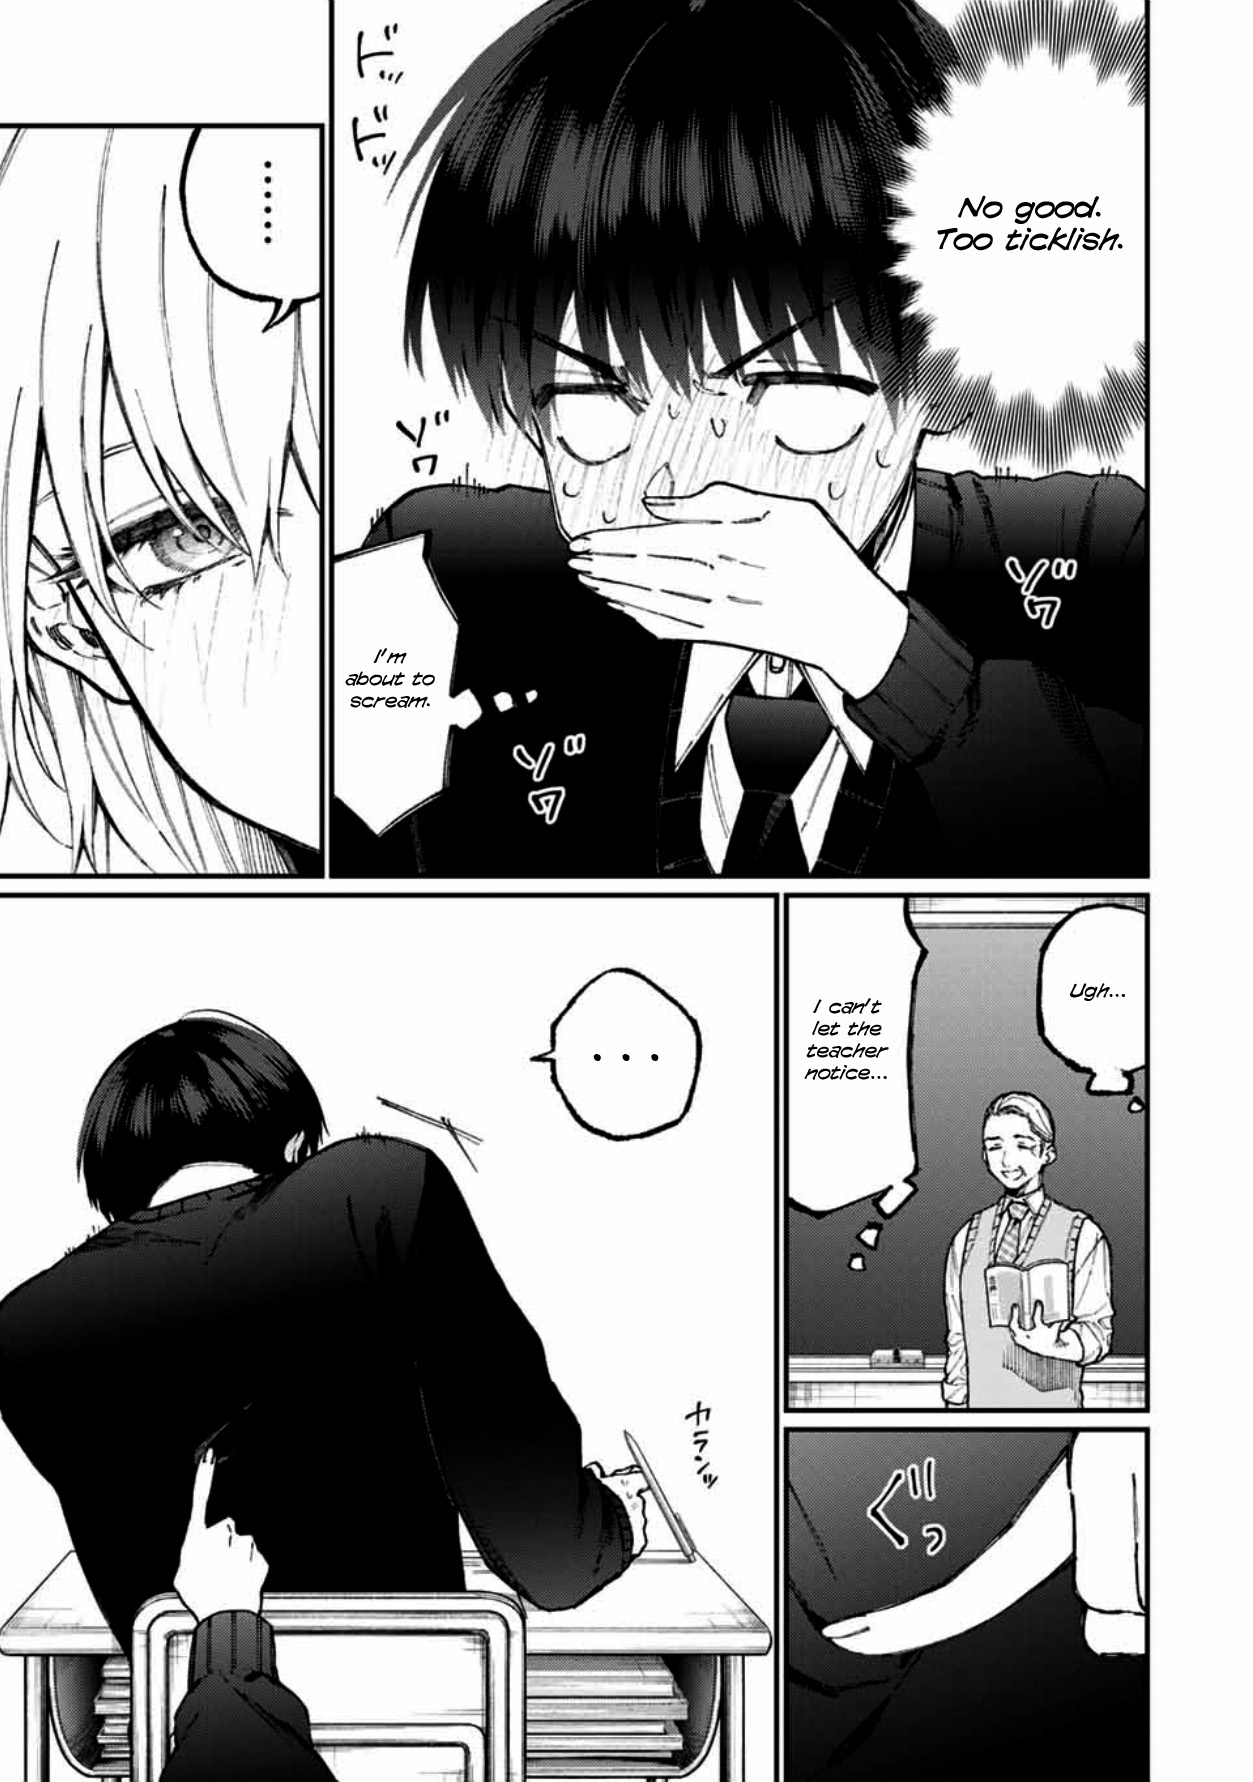 No good.
Too ticklish.
ドッ
ドッ
ゾ"
ワ
ゾ"
ワ
ゾ"
ワ
I'm
about to
scream.
.....
Ugh...
I can't
let the
teacher
notice...
ぐっ
...
カランッ